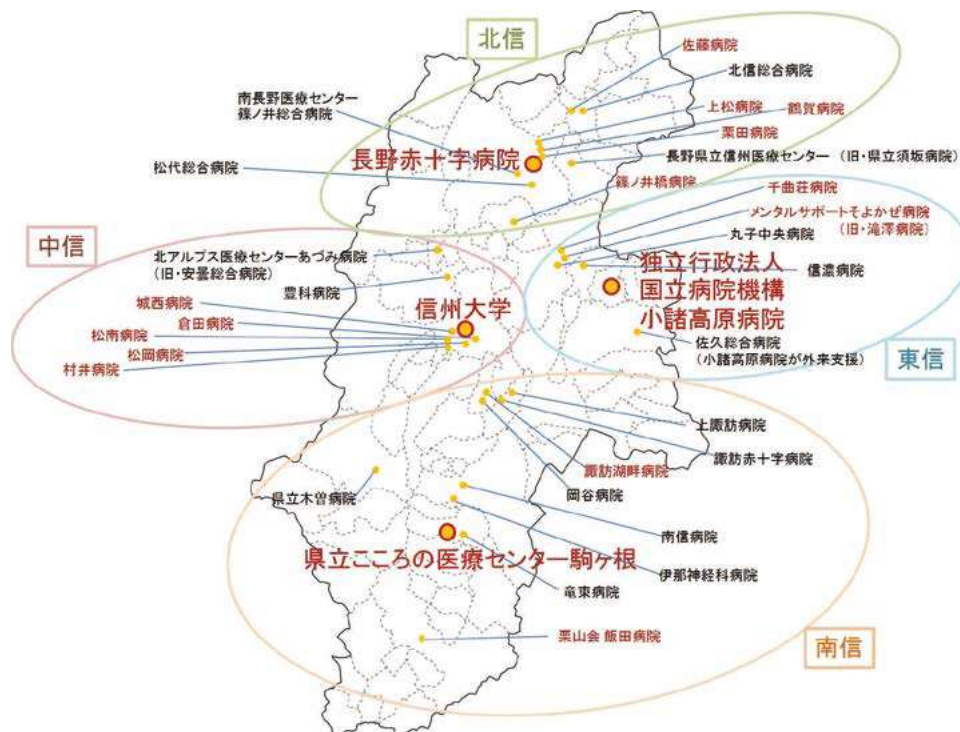 北信
佐藤病院
北信総合病院
南長野医療センター
篠ノ井総合病院
上松病院
鶴賀病院
栗田病院
長野赤十字病院
長野県立信州医療センター (旧・県立須坂病院)
松代総合病院
篠ノ井橋病院
千曲荘病院
メンタルサポートそよかぜ病院
(旧・滝澤病院)
丸子中央病院
信濃病院
独立行政法人
国立病院機構
小諸高原病院
佐久総合病院
(小諸高原病院が外来支援)
東信
中信
北アルプス医療センターあづみ病院
(旧・安曇総合病院)
豊科病院
信州大学
城西病院
倉田病院
松南病院
松岡病院
村井病院
上諏訪病院
諏訪赤十字病院
諏訪湖畔病院
岡谷病院
県立木曽病院
南信病院
県立こころの医療センター駒ヶ根
伊那神経科病院
竜東病院
栗山会 飯田病院
南信